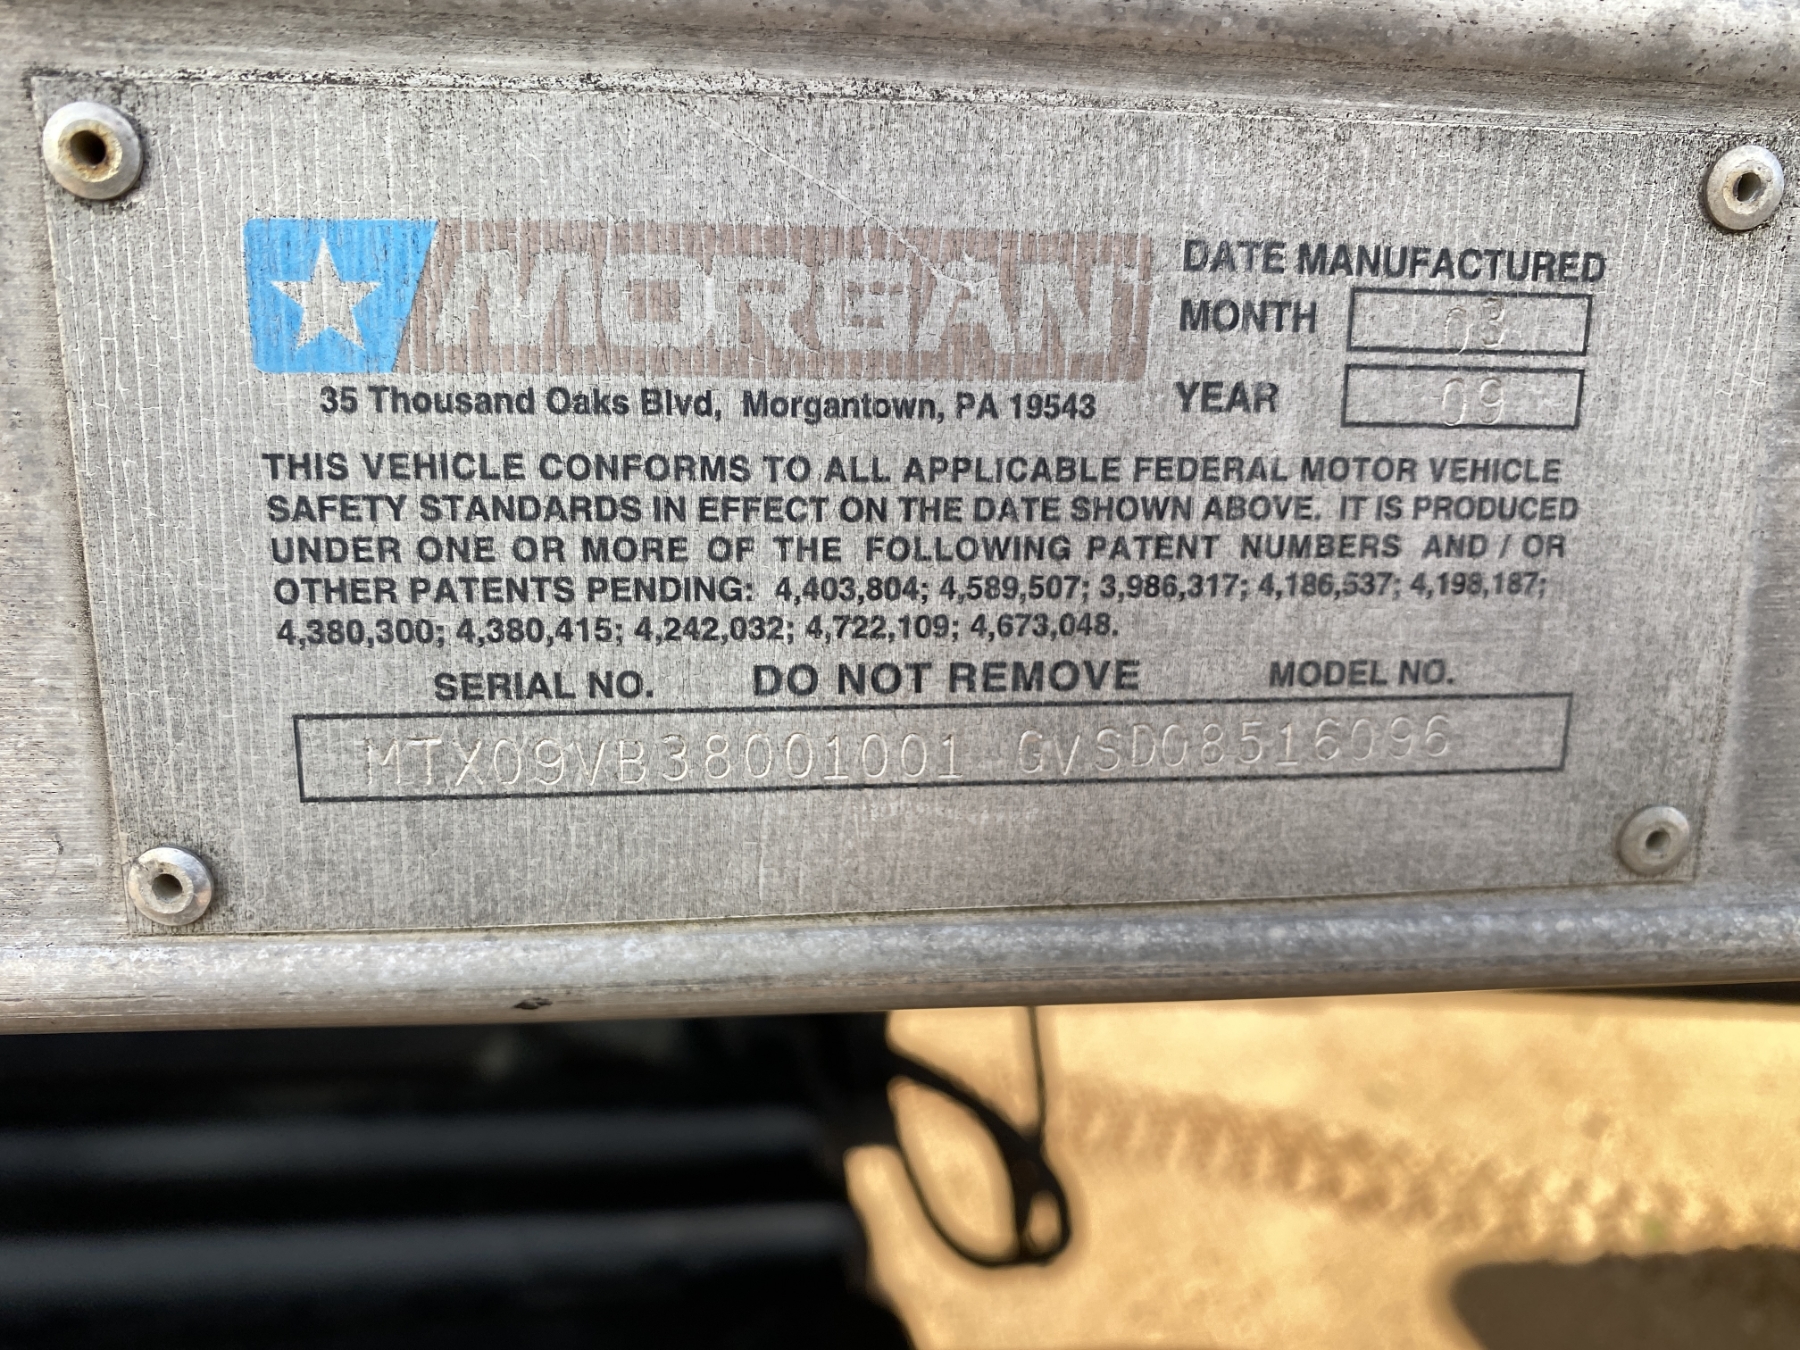 MORGAN
35 Thousand Oaks Blvd, Morgantown, PA 19543
DATE MANUFACTURED
MONTH 03
YEAR 09
THIS VEHICLE CONFORMS TO ALL APPLICABLE FEDERAL MOTOR VEHICLE
SAFETY STANDARDS IN EFFECT ON THE DATE SHOWN ABOVE. IT IS PRODUCED
UNDER ONE OR MORE OF THE FOLLOWING PATENT NUMBERS AND / OR
OTHER PATENTS PENDING: 4,403,804; 4,589,507; 3,986,317; 4,186,537; 4,198,187;
4,380,300; 4,380,415; 4,242,032; 4,722,109; 4,673,048.
SERIAL NO. DO NOT REMOVE MODEL NO.
MTX09VB38001001 GVSD08516096